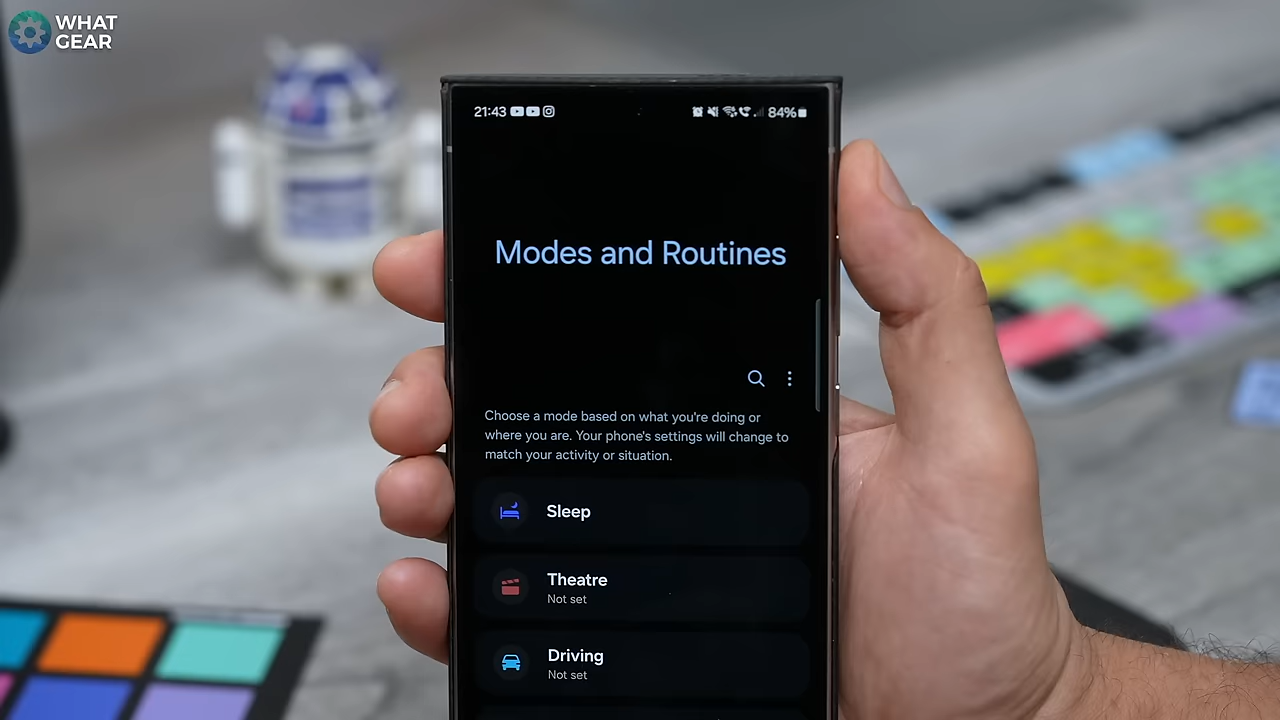 WHAT
GEAR
21:43
84%
Modes and Routines
Choose a mode based on what you're doing or
where you are. Your phone's settings will change to
match your activity or situation.
Sleep
Theatre
Not set
Driving
Not set